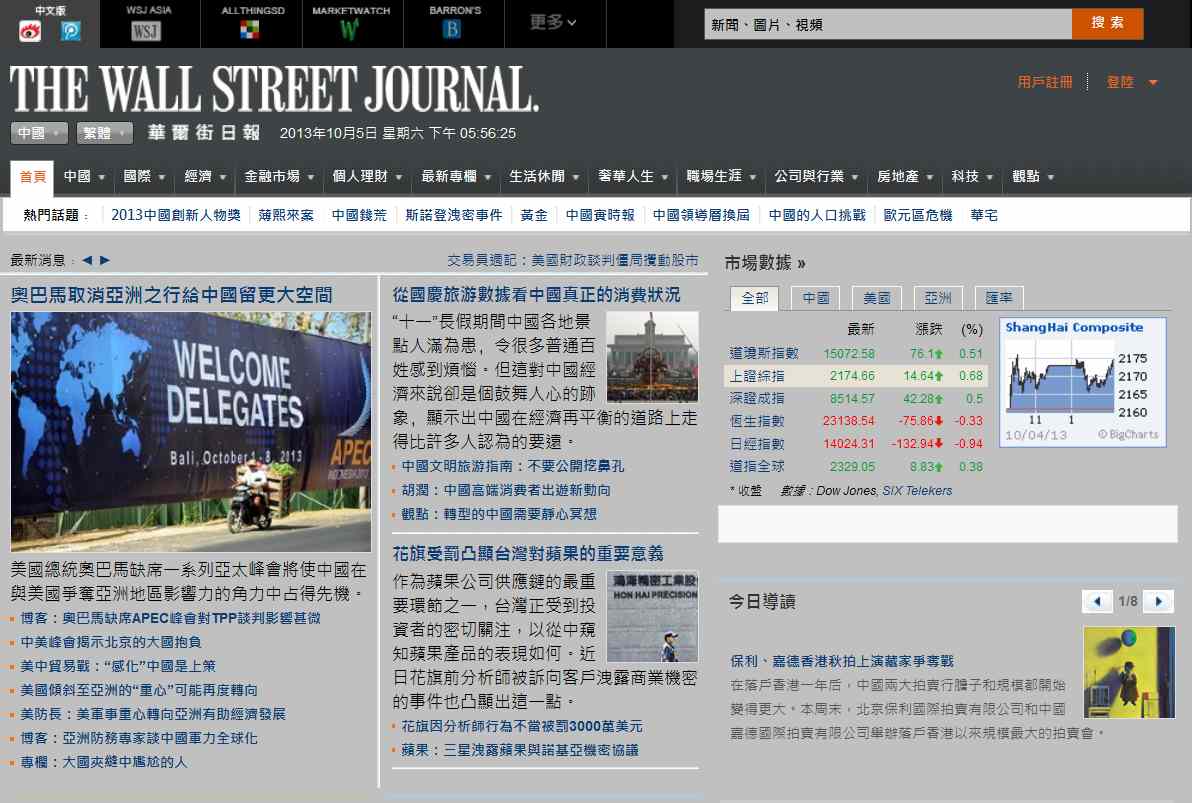 中文版
WSJ ASIA
ALLTHINGSD
MARKETWATCH
BARRON'S
更多
新聞、圖片、視頻
搜索
WSJ
W
B
THE WALL STREET JOURNAL.
用戶註冊
登陸
中國
繁體
華爾街日報
2013年10月5日 星期六 下午 05:56:25
首頁 中國 國際 經濟 金融市場 個人理財 最新專欄 生活休閒 奢華人生 職場生涯 公司與行業 房地產 科技 觀點
熱門話題： 2013中國創新人物獎 薄熙來案 中國錢荒 斯諾登洩密事件 黃金 中國實時報 中國領導層換屆 中國的人口挑戰 歐元區危機 華宅
最新消息：
交易員週記：美國財政談判僵局攪動股市
奧巴馬取消亞洲之行給中國留更大空間
WELCOME
DELEGATES
Bali, October 1 - 8, 2013
APEC
INDONESIA 2013
美國總統奧巴馬缺席一系列亞太峰會將使中國在
與美國爭奪亞洲地區影響力的角力中占得先機。
博客：奧巴馬缺席APEC峰會對TPP談判影響甚微
中美峰會揭示北京的大國抱負
美中貿易戰：“感化”中國是上策
美國傾斜至亞洲的“重心”可能再度轉向
美防長：美軍事重心轉向亞洲有助經濟發展
博客：亞洲防務專家談中國軍力全球化
專欄：大國夾縫中尷尬的人
從國慶旅游數據看中國真正的消費狀況
“十一”長假期間中國各地景
點人滿為患，令很多普通百
姓感到煩惱。但這對中國經
濟來說卻是個鼓舞人心的跡
象，顯示出中國在經濟再平衡的道路上走
得比許多人認為的要遠。
中國文明旅游指南：不要公開挖鼻孔
胡潤：中國高端消費者出遊新動向
觀點：轉型的中國需要靜心冥想
花旗受罰凸顯台灣對蘋果的重要意義
作為蘋果公司供應鏈的最重
要環節之一，台灣正受到投
資者的密切關注，以從中窺
知蘋果產品的表現如何。近
日花旗前分析師被訴向客戶洩露商業機密
的事件也凸顯出這一點。
鴻海精密工業股份
HON HAI PRECISION
花旗因分析師行為不當被罰3000萬美元
蘋果：三星洩露蘋果與諾基亞機密協議
市場數據 »
全部 中國 美國 亞洲 匯率
最新 漲跌 (%)
道瓊斯指數 15072.58 76.1 0.51
上證綜指 2174.66 14.64 0.68
深證成指 8514.57 42.28 0.5
恆生指數 23138.54 -75.86 -0.33
日經指數 14024.31 -132.94 -0.94
道指全球 2329.05 8.83 0.38
* 收盤 數據：Dow Jones, SIX Telekers
ShangHai Composite
2175
2170
2165
2160
11 1
10/04/13 © BigCharts
今日導讀
1/8
保利、嘉德香港秋拍上演藏家爭奪戰
在落戶香港一年后，中國兩大拍賣行膽子和規模都開始
變得更大。本周末，北京保利國際拍賣有限公司和中國
嘉德國際拍賣有限公司舉辦落戶香港以來規模最大的拍賣會。